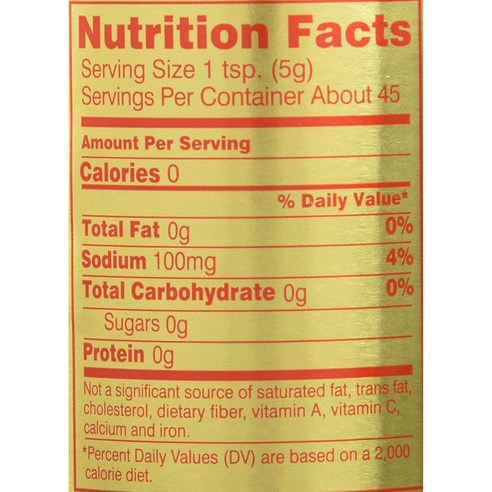 Nutrition Facts
Serving Size 1 tsp. (5g)
Servings Per Container About 45
Amount Per Serving
Calories 0
% Daily Value*
Total Fat 0g 0%
Sodium 100mg 4%
Total Carbohydrate 0g 0%
Sugars 0g
Protein 0g
Not a significant source of saturated fat, trans fat,
cholesterol, dietary fiber, vitamin A, vitamin C,
calcium and iron.
*Percent Daily Values (DV) are based on a 2,000
calorie diet.